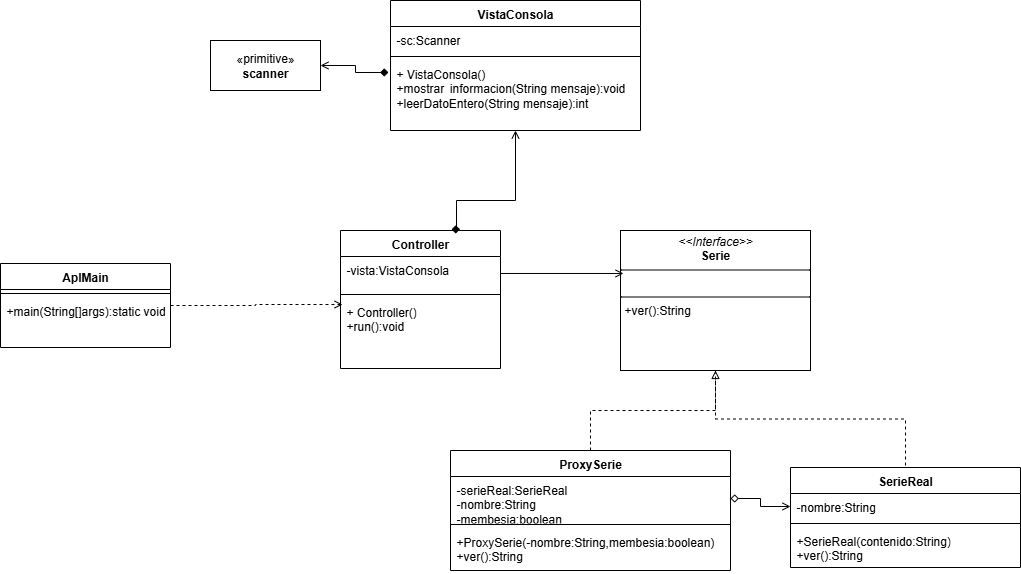 VistaConsola
-sc:Scanner
+ VistaConsola()
+mostrar informacion(String mensaje):void
+leerDatoEntero(String mensaje):int
«primitive»
scanner
Controller
-vista:VistaConsola
+ Controller()
+run():void
<<Interface>>
Serie
+ver():String
AplMain
+main(String[]args):static void
ProxySerie
-serieReal:SerieReal
-nombre:String
-membesia:boolean
+ProxySerie(-nombre:String,membesia:boolean)
+ver():String
SerieReal
-nombre:String
+SerieReal(contenido:String)
+ver():String